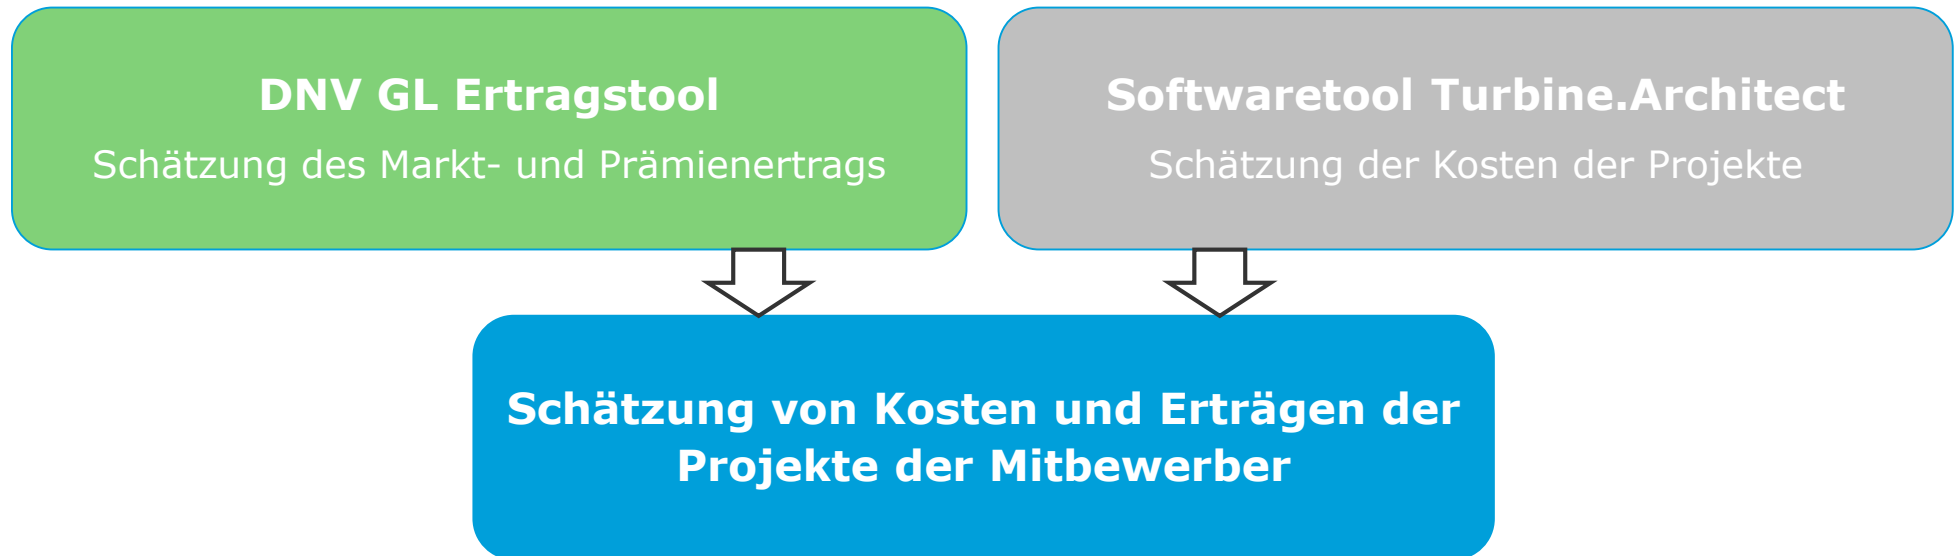 DNV GL Ertragstool
Schätzung des Markt- und Prämienertrags
Softwaretool Turbine.Architect
Schätzung der Kosten der Projekte
Schätzung von Kosten und Erträgen der
Projekte der Mitbewerber